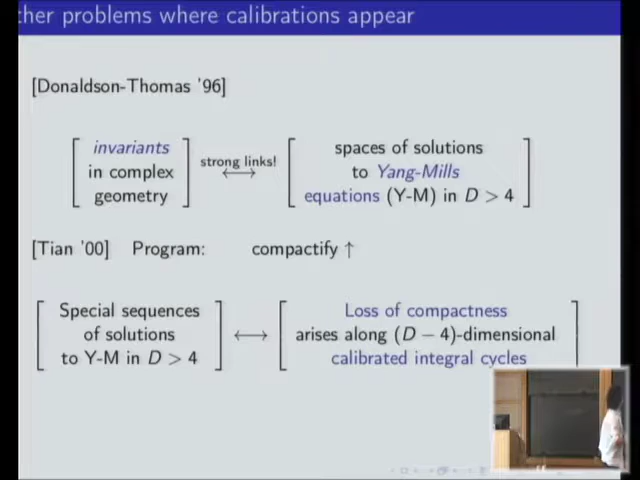 ther problems where calibrations appear
[Donaldson-Thomas '96]
invariants
in complex
geometry
strong links!
⟷
spaces of solutions
to Yang-Mills
equations (Y-M) in D > 4
[Tian '00] Program: compactify ↑
Special sequences
of solutions
to Y-M in D > 4
⟷
Loss of compactness
arises along (D − 4)-dimensional
calibrated integral cycles